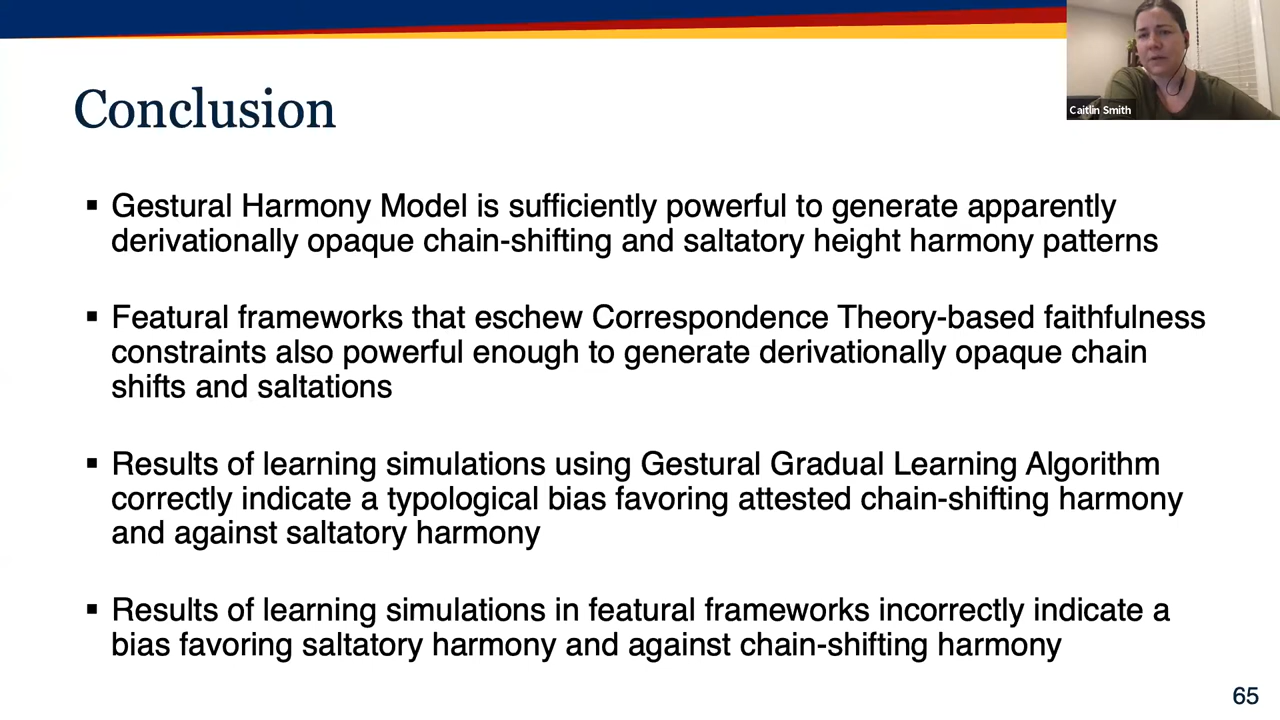 Caitlin Smith
Conclusion
▪ Gestural Harmony Model is sufficiently powerful to generate apparently
derivationally opaque chain-shifting and saltatory height harmony patterns
▪ Featural frameworks that eschew Correspondence Theory-based faithfulness
constraints also powerful enough to generate derivationally opaque chain
shifts and saltations
▪ Results of learning simulations using Gestural Gradual Learning Algorithm
correctly indicate a typological bias favoring attested chain-shifting harmony
and against saltatory harmony
▪ Results of learning simulations in featural frameworks incorrectly indicate a
bias favoring saltatory harmony and against chain-shifting harmony
65